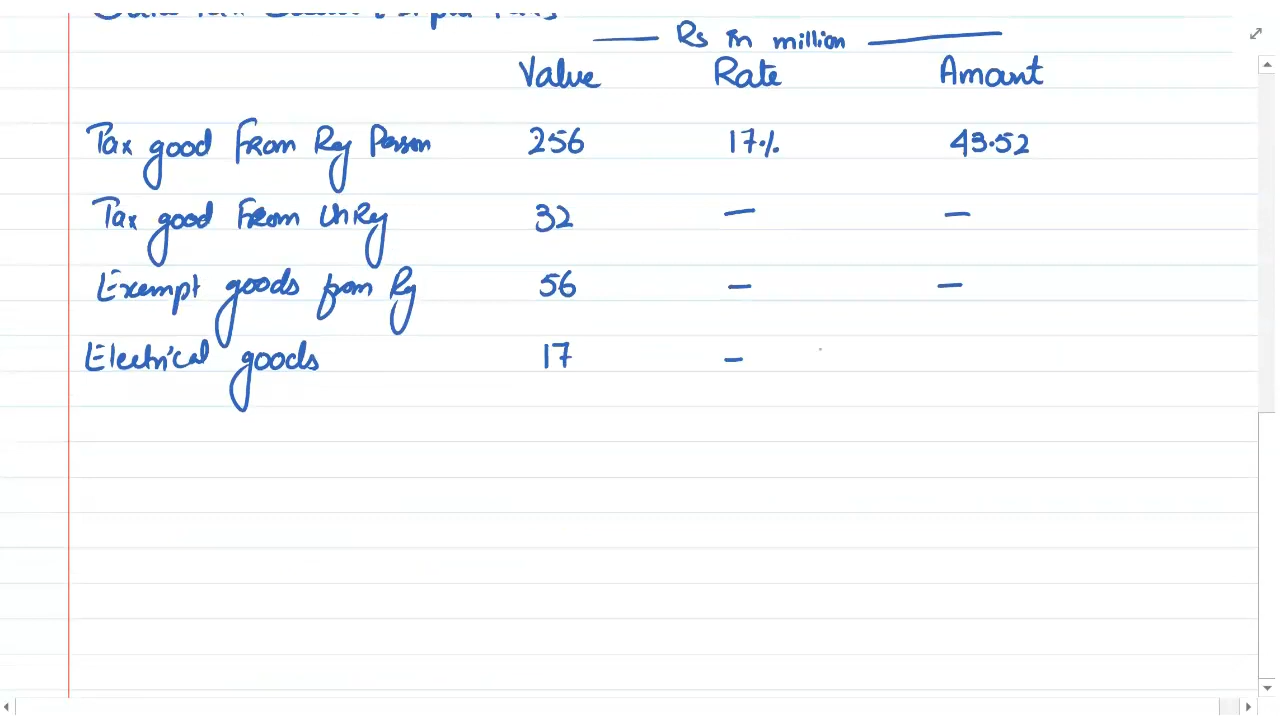 Rs in million
Value Rate Amount
Tax good From Reg Person 256 17% 43.52
Tax good From UnReg 32 — —
Exempt goods from Rg 56 — —
Electrical goods 17 —